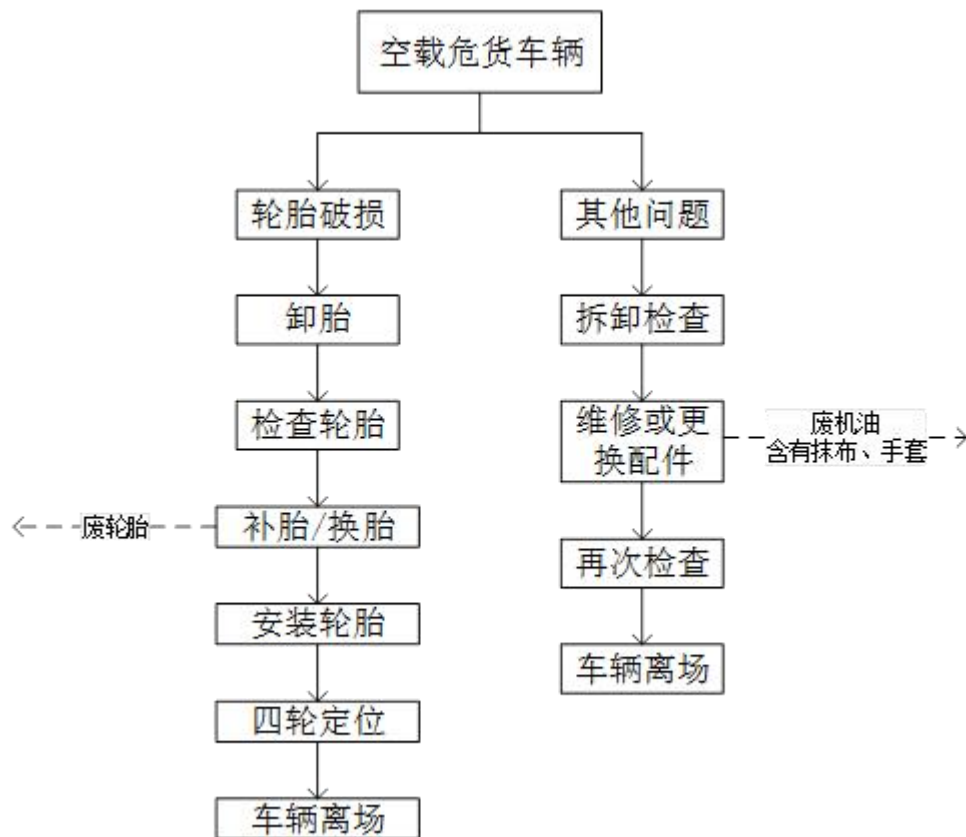 空载危货车辆
轮胎破损
其他问题
卸胎
拆卸检查
检查轮胎
维修或更
换配件
废机油
含有抹布、手套
废轮胎
补胎/换胎
再次检查
安装轮胎
车辆离场
四轮定位
车辆离场